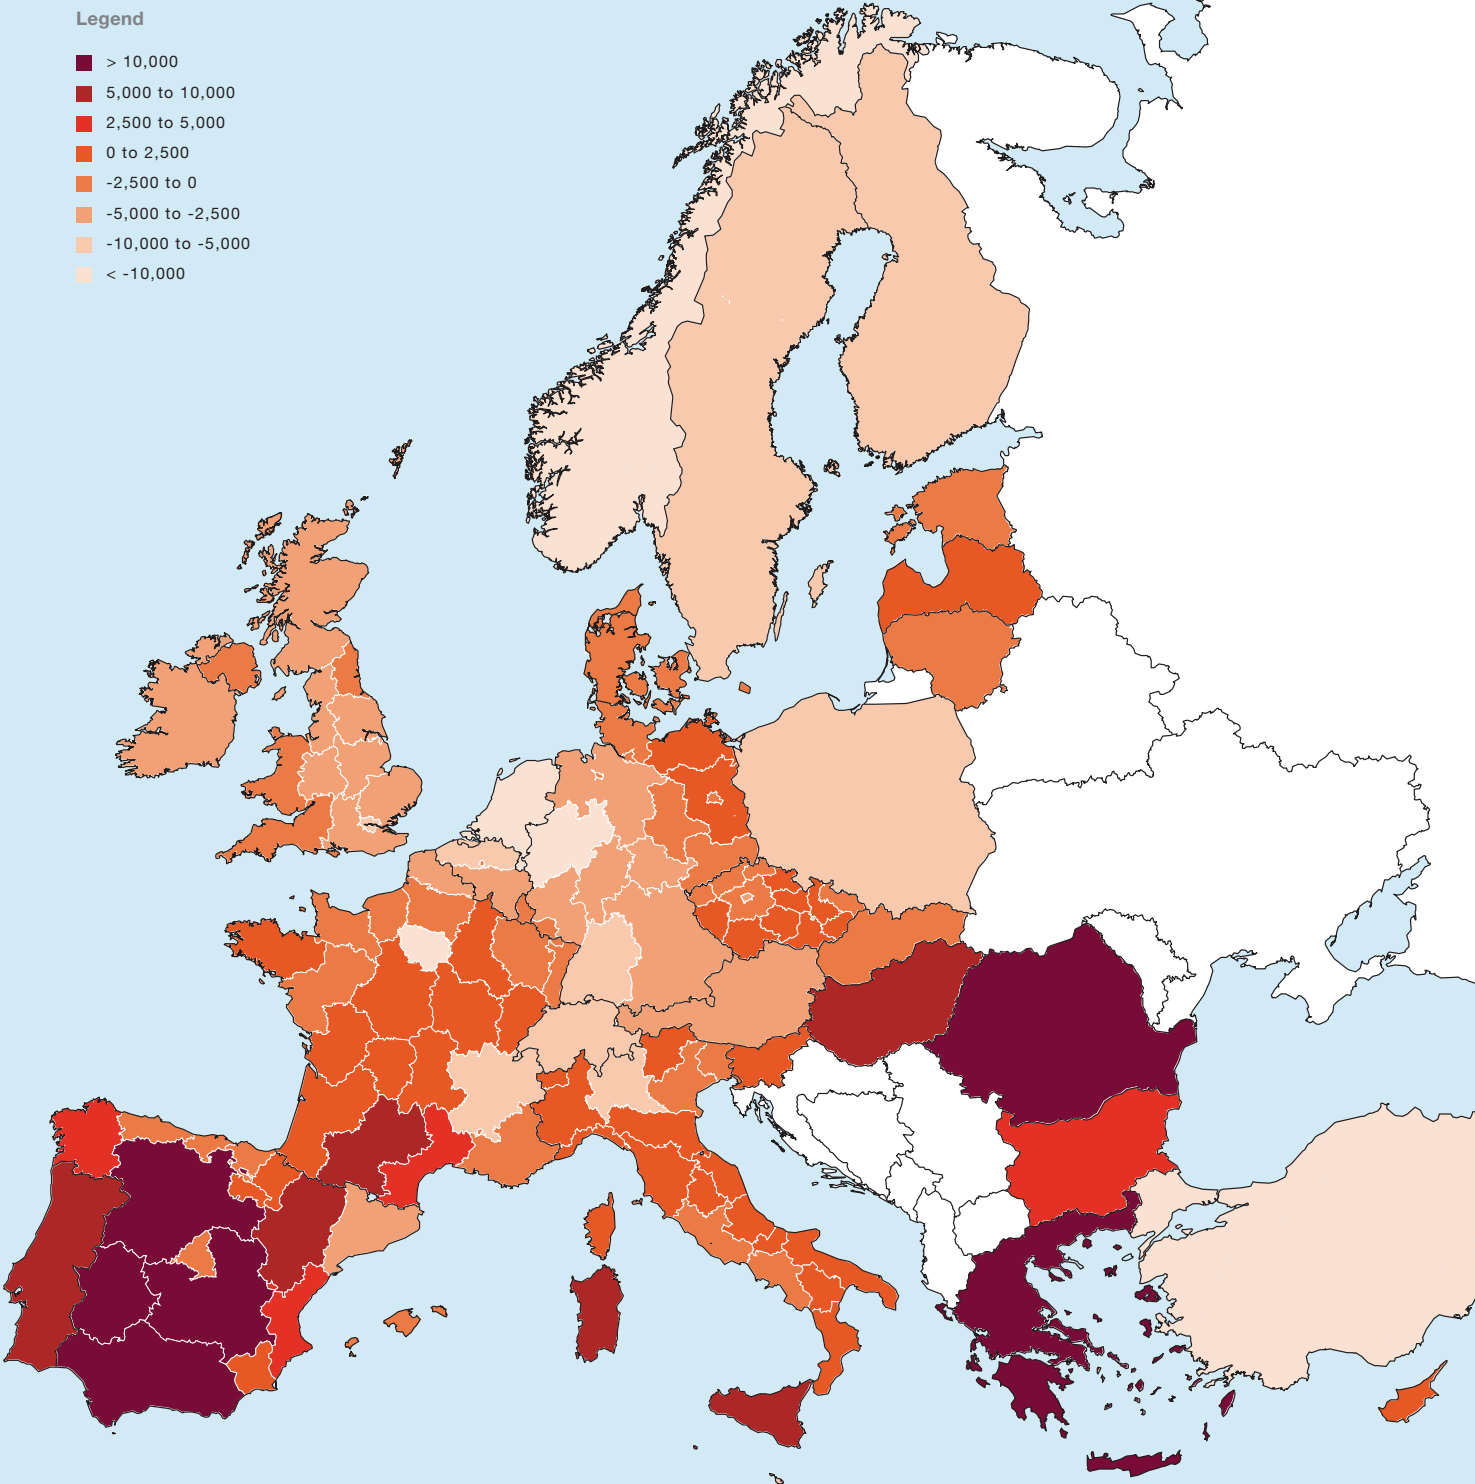 Legend
> 10,000
5,000 to 10,000
2,500 to 5,000
0 to 2,500
-2,500 to 0
-5,000 to -2,500
-10,000 to -5,000
< -10,000